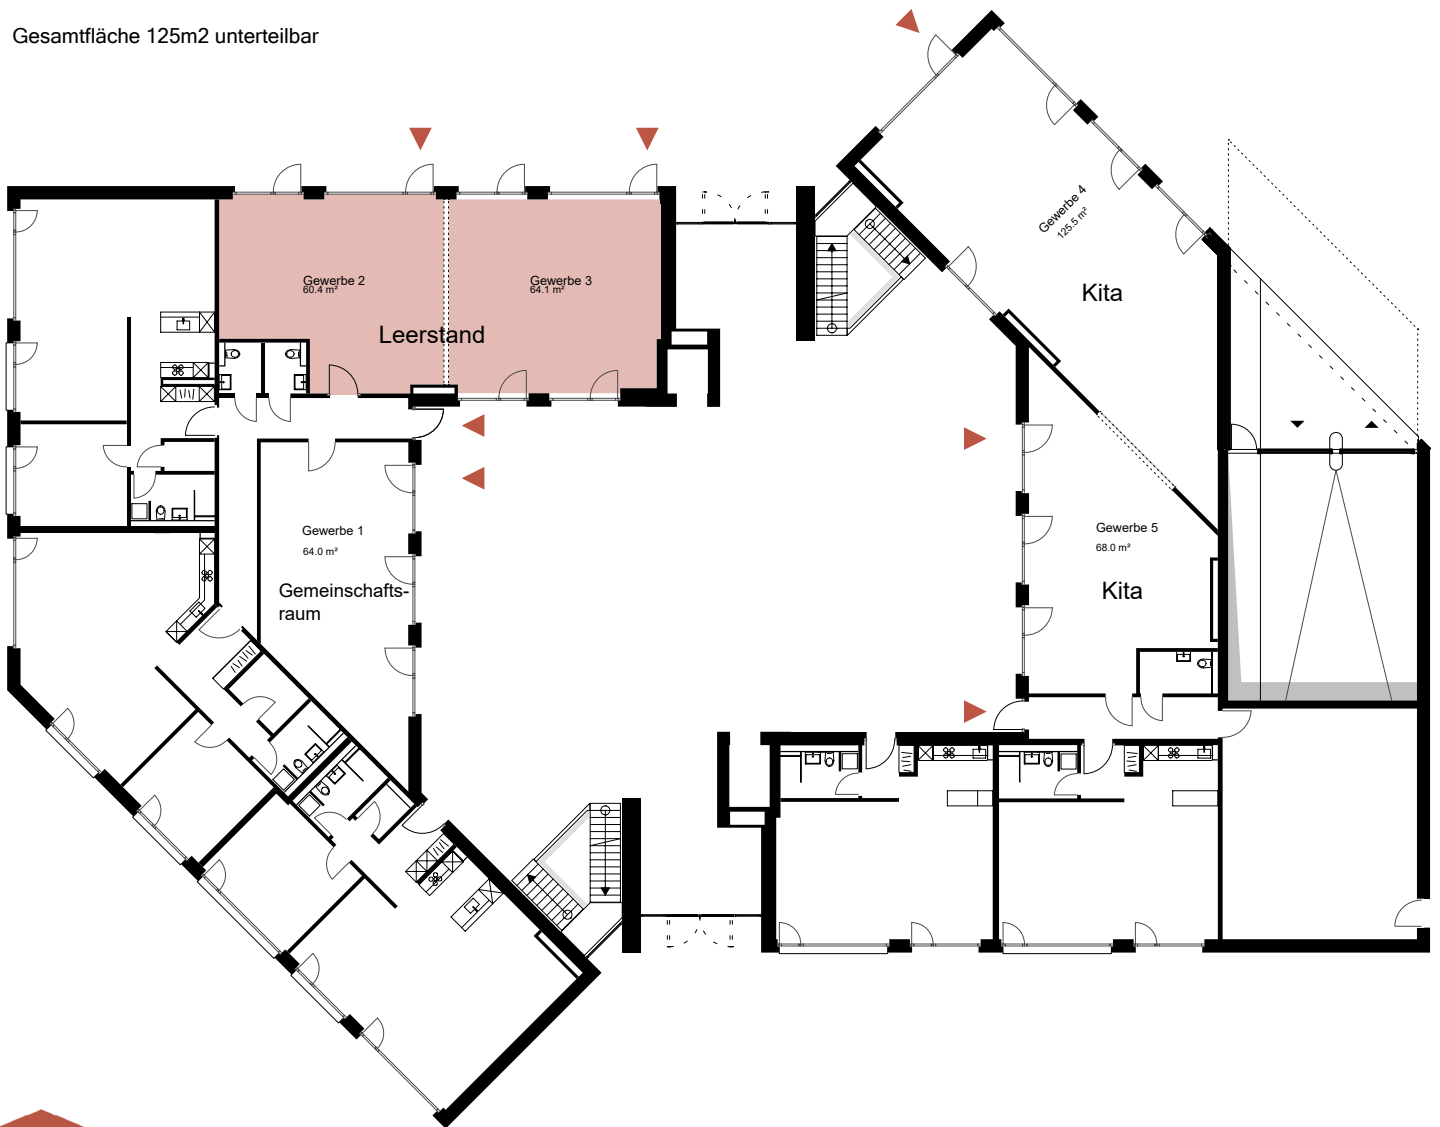 Gesamtfläche 125m2 unterteilbar
Gewerbe 4
125.5 m²
Kita
Gewerbe 2
60.4 m²
Gewerbe 3
64.1 m²
Leerstand
Gewerbe 1
64.0 m²
Gemeinschafts-
raum
Gewerbe 5
68.0 m²
Kita